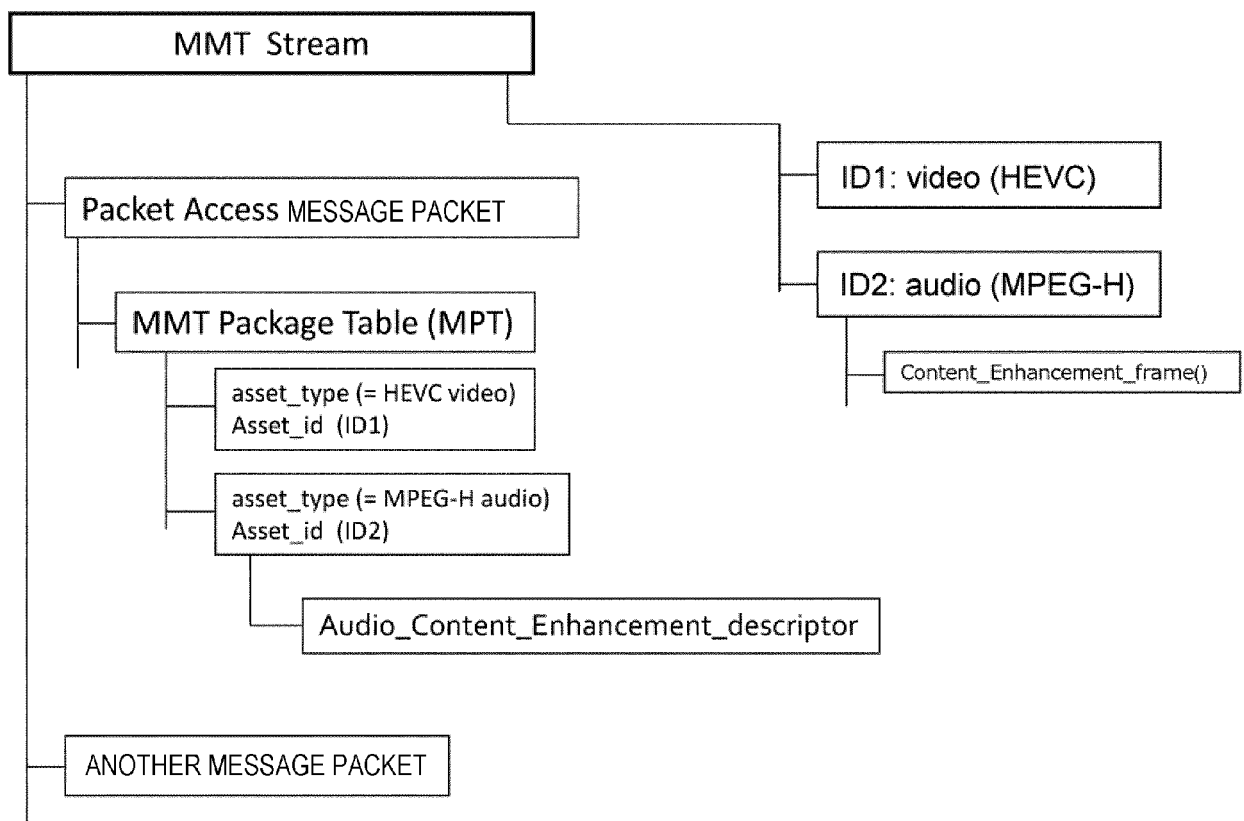 MMT Stream
Packet Access MESSAGE PACKET
MMT Package Table (MPT)
asset_type (= HEVC video)
Asset_id (ID1)
asset_type (= MPEG-H audio)
Asset_id (ID2)
Audio_Content_Enhancement_descriptor
ANOTHER MESSAGE PACKET
ID1: video (HEVC)
ID2: audio (MPEG-H)
Content_Enhancement_frame()